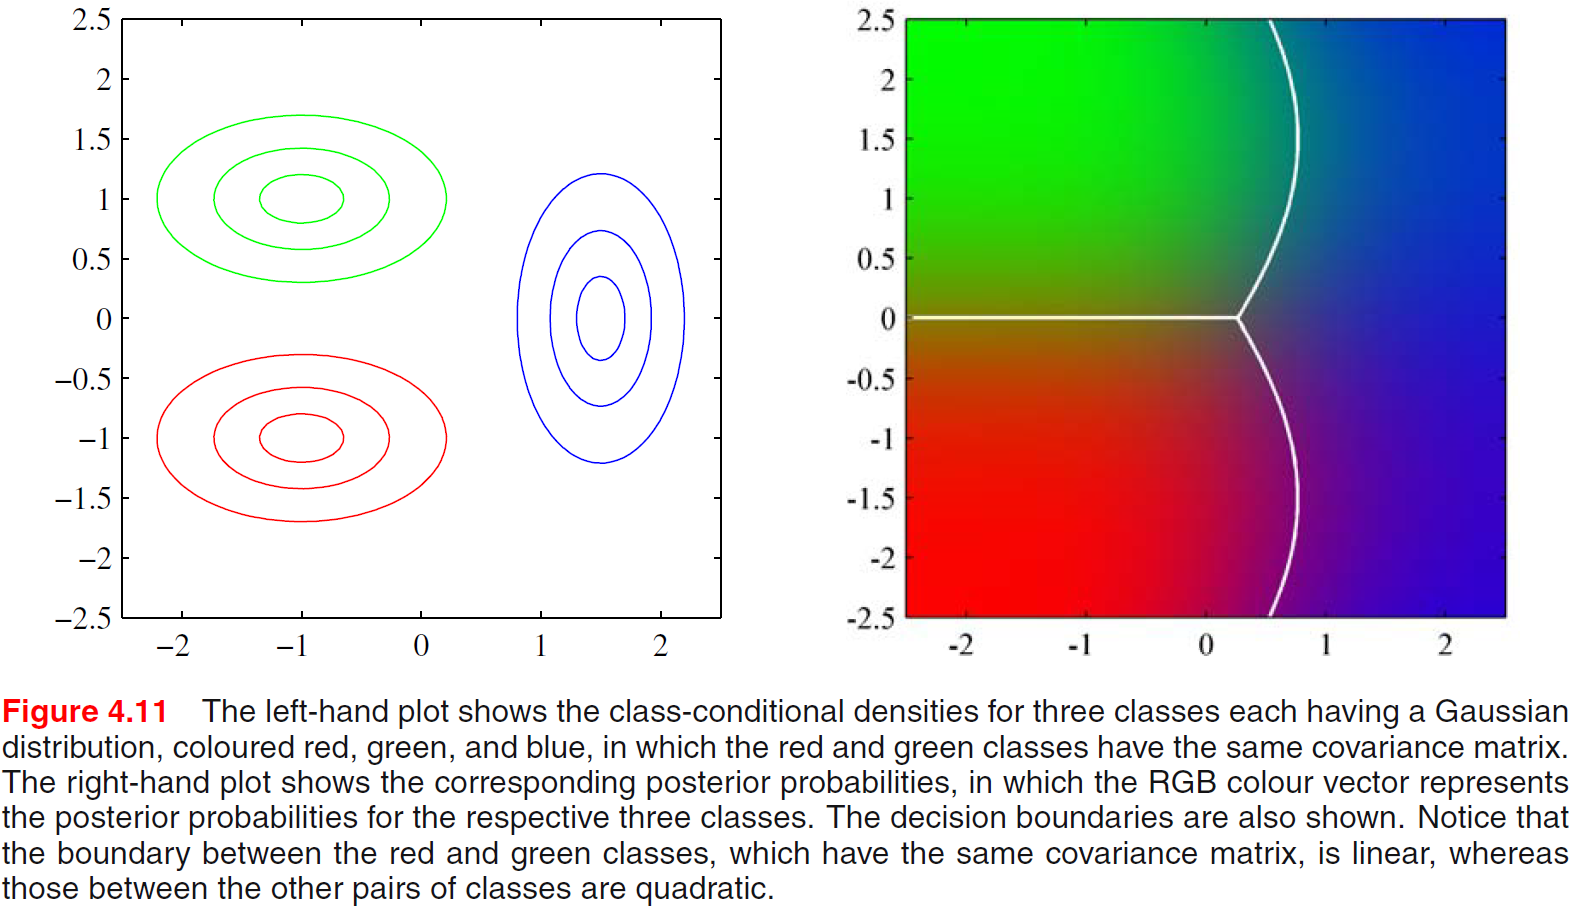 2.5
2
1.5
1
0.5
0
−0.5
−1
−1.5
−2
−2.5
−2 −1 0 1 2
2.5
2
1.5
1
0.5
0
-0.5
-1
-1.5
-2
-2.5
-2 -1 0 1 2
Figure 4.11 The left-hand plot shows the class-conditional densities for three classes each having a Gaussian
distribution, coloured red, green, and blue, in which the red and green classes have the same covariance matrix.
The right-hand plot shows the corresponding posterior probabilities, in which the RGB colour vector represents
the posterior probabilities for the respective three classes. The decision boundaries are also shown. Notice that
the boundary between the red and green classes, which have the same covariance matrix, is linear, whereas
those between the other pairs of classes are quadratic.